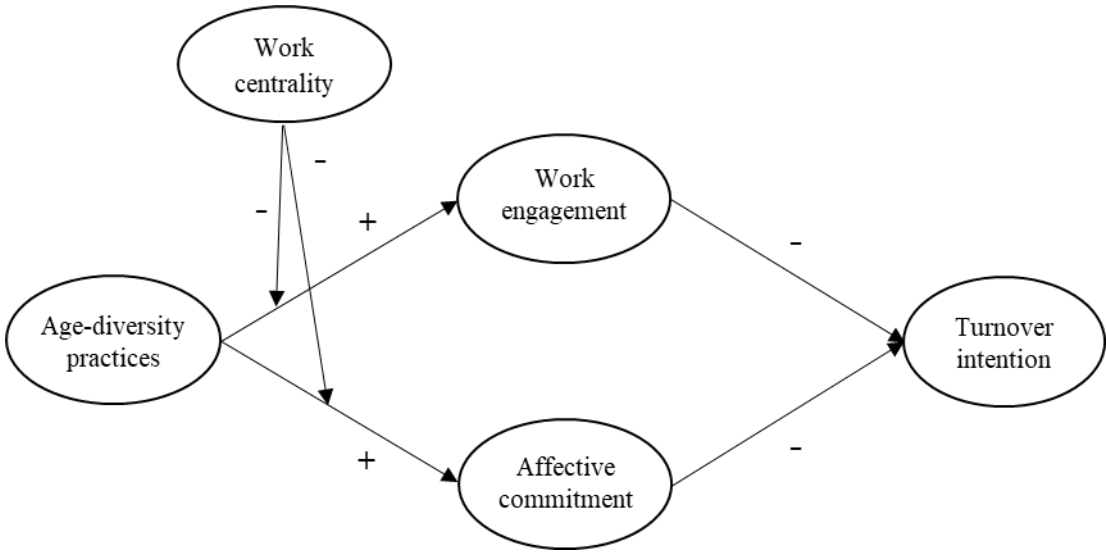 Work
centrality
-
-
+
Work
engagement
-
Age-diversity
practices
Turnover
intention
+
Affective
commitment
-